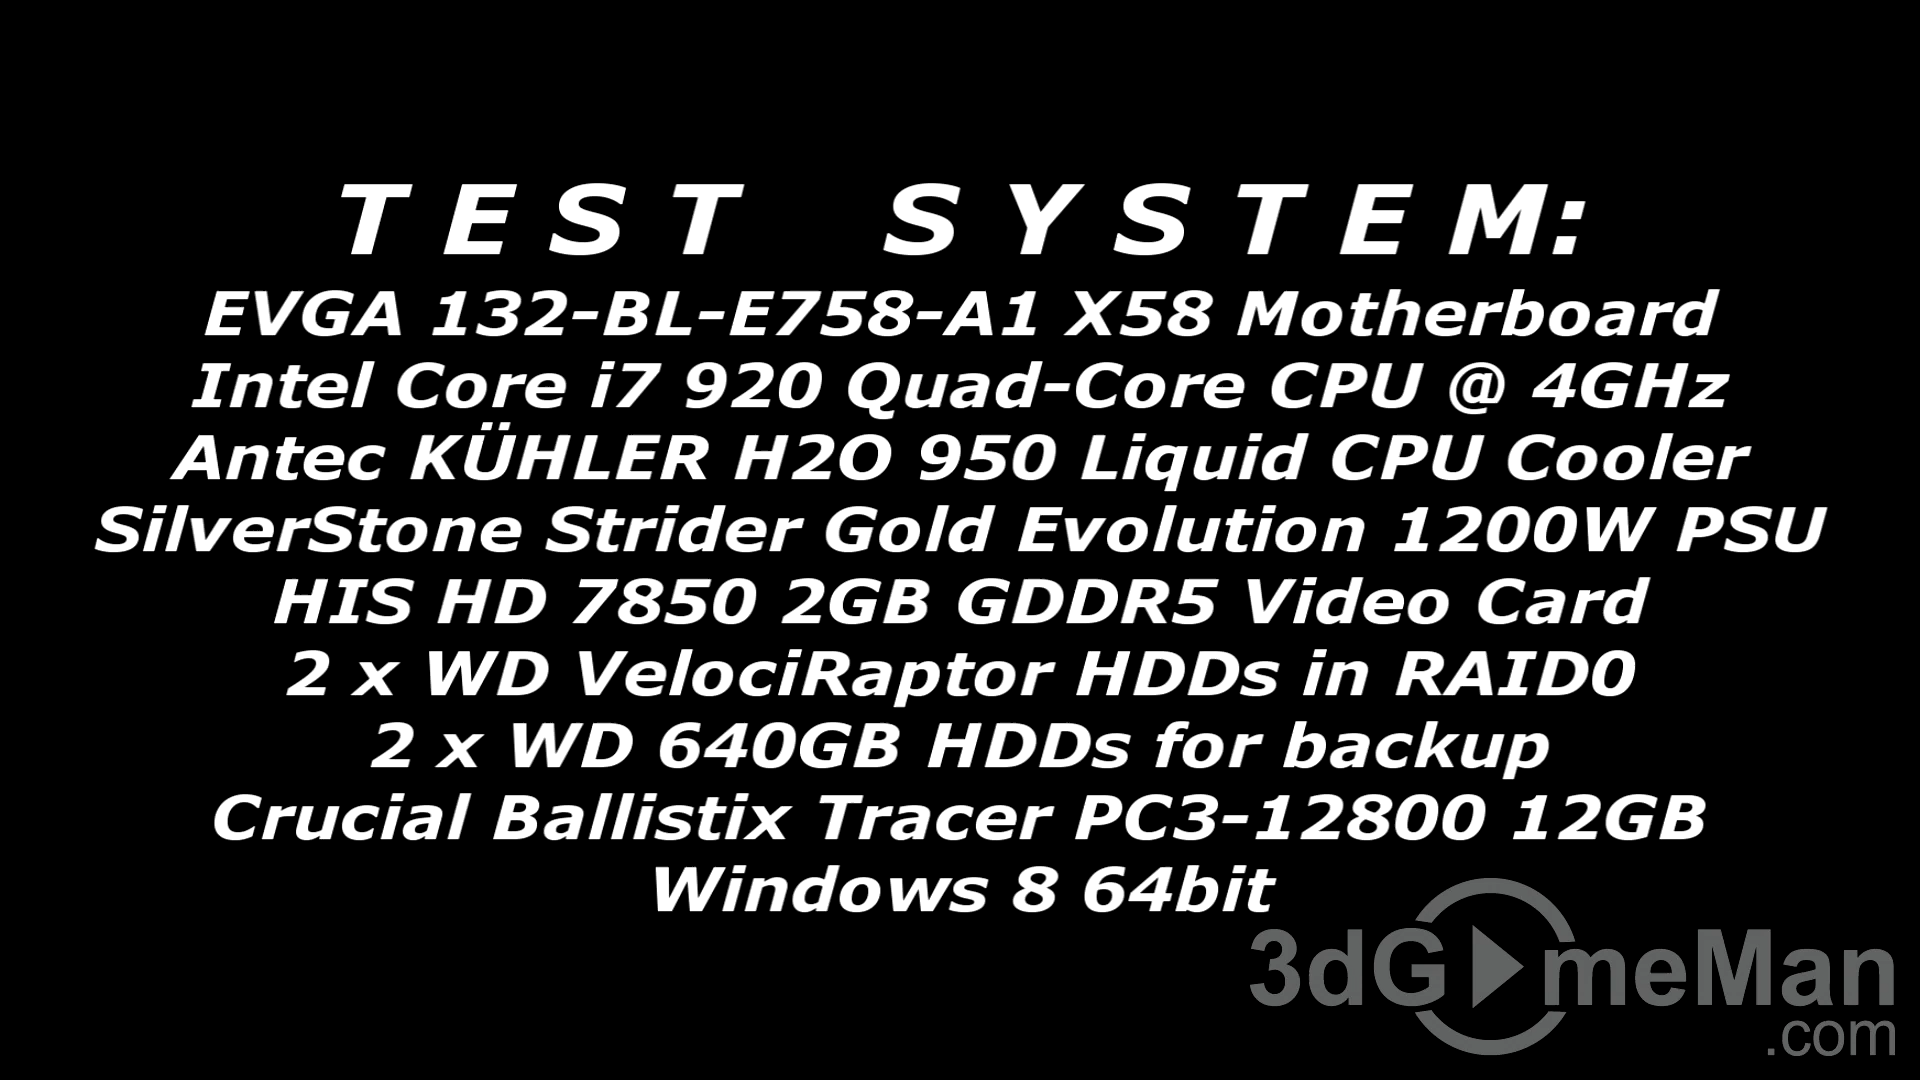 TEST SYSTEM:
EVGA 132-BL-E758-A1 X58 Motherboard
Intel Core i7 920 Quad-Core CPU @ 4GHz
Antec KÜHLER H2O 950 Liquid CPU Cooler
SilverStone Strider Gold Evolution 1200W PSU
HIS HD 7850 2GB GDDR5 Video Card
2 x WD VelociRaptor HDDs in RAID0
2 x WD 640GB HDDs for backup
Crucial Ballistix Tracer PC3-12800 12GB
Windows 8 64bit
3dGameMan
.com